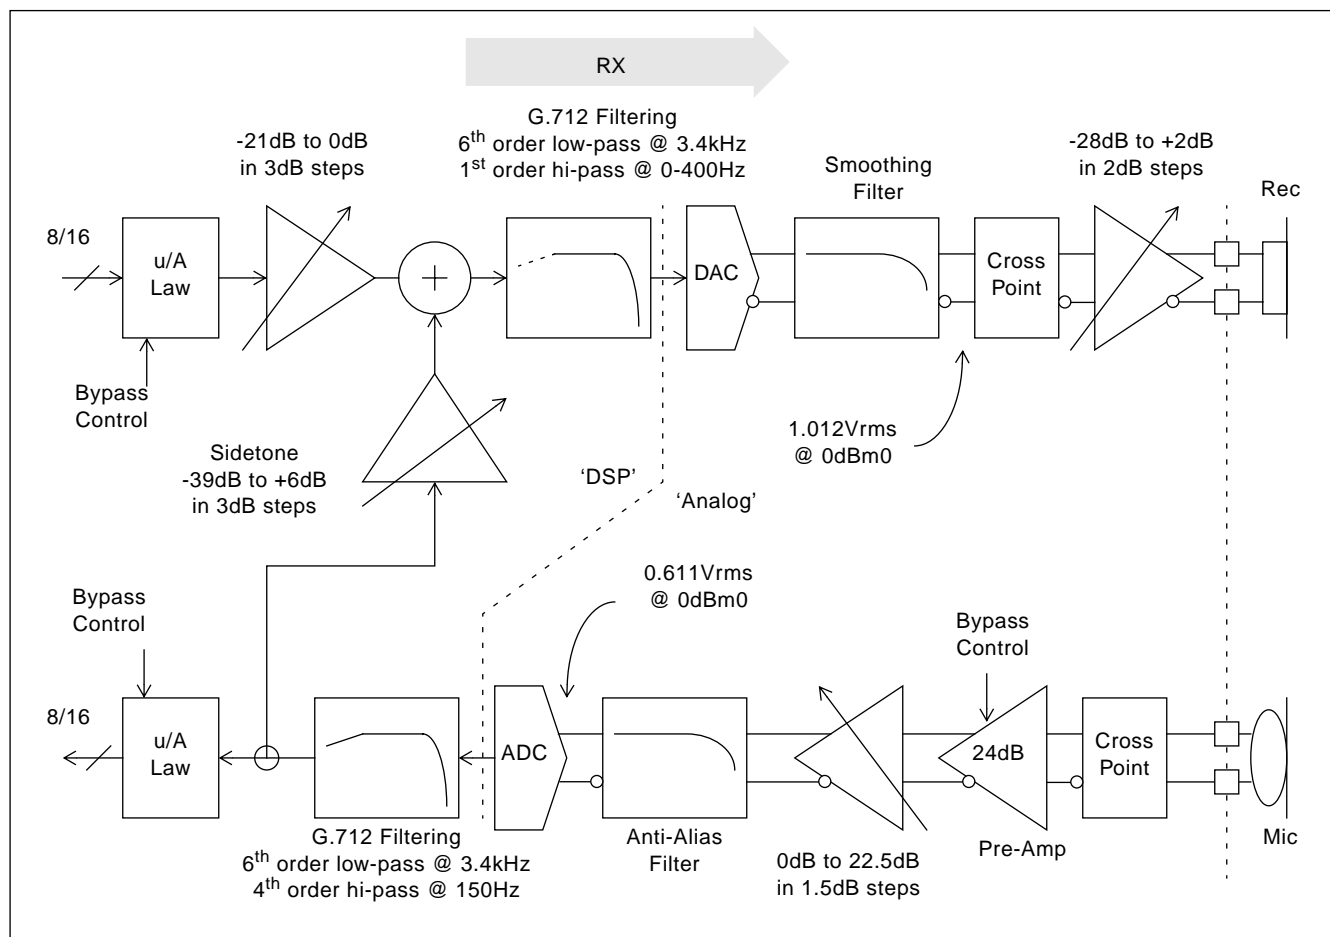 RX
G.712 Filtering
6th order low-pass @ 3.4kHz
1st order hi-pass @ 0-400Hz
-21dB to 0dB
in 3dB steps
Smoothing
Filter
-28dB to +2dB
in 2dB steps
Rec
8/16
u/A
Law
+
DAC
Cross
Point
Bypass
Control
Sidetone
-39dB to +6dB
in 3dB steps
1.012Vrms
@ 0dBm0
‘DSP’
‘Analog’
0.611Vrms
@ 0dBm0
Bypass
Control
Bypass
Control
8/16
u/A
Law
ADC
24dB
Cross
Point
G.712 Filtering
6th order low-pass @ 3.4kHz
4th order hi-pass @ 150Hz
Anti-Alias
Filter
0dB to 22.5dB
in 1.5dB steps
Pre-Amp
Mic